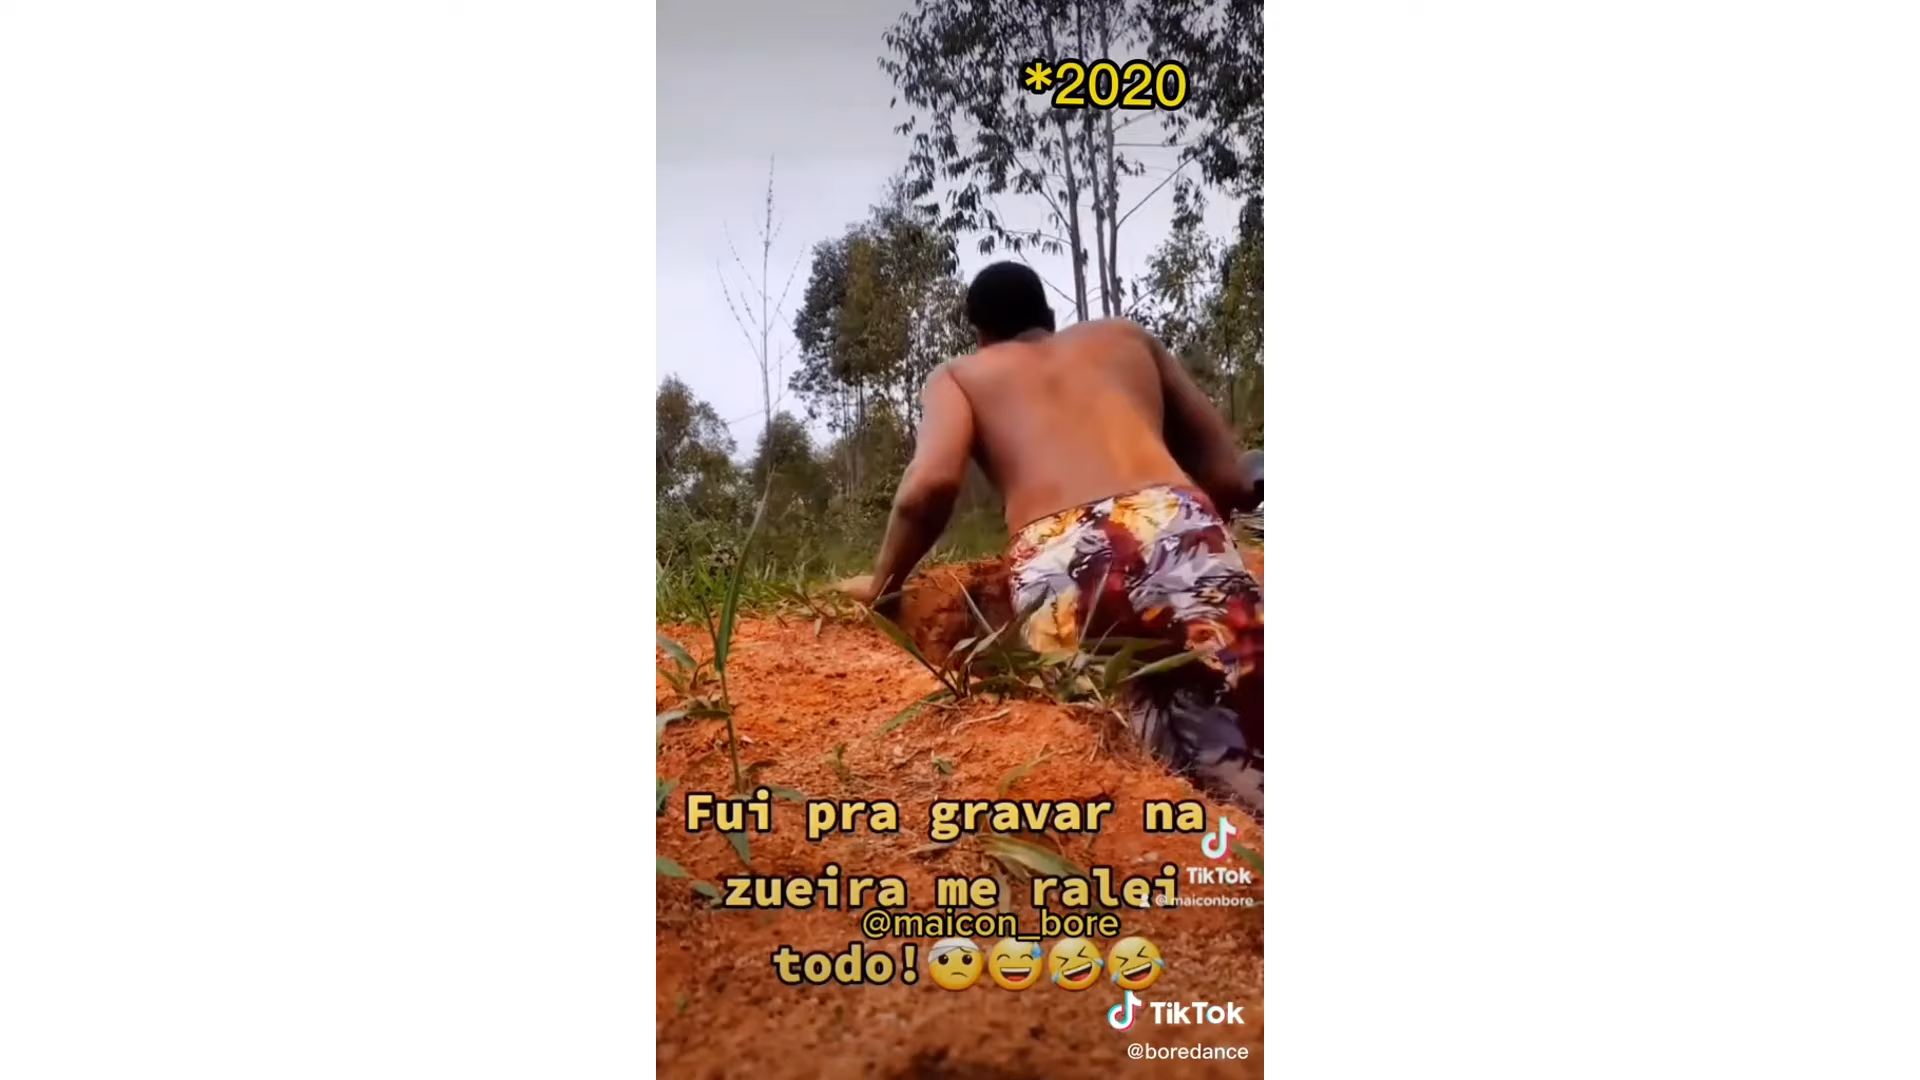 *2020
Fui pra gravar na
zueira me ralei
todo!🤕😅🤣🤣
@maicon_bore
TikTok
@maiconbore
TikTok
@boredance